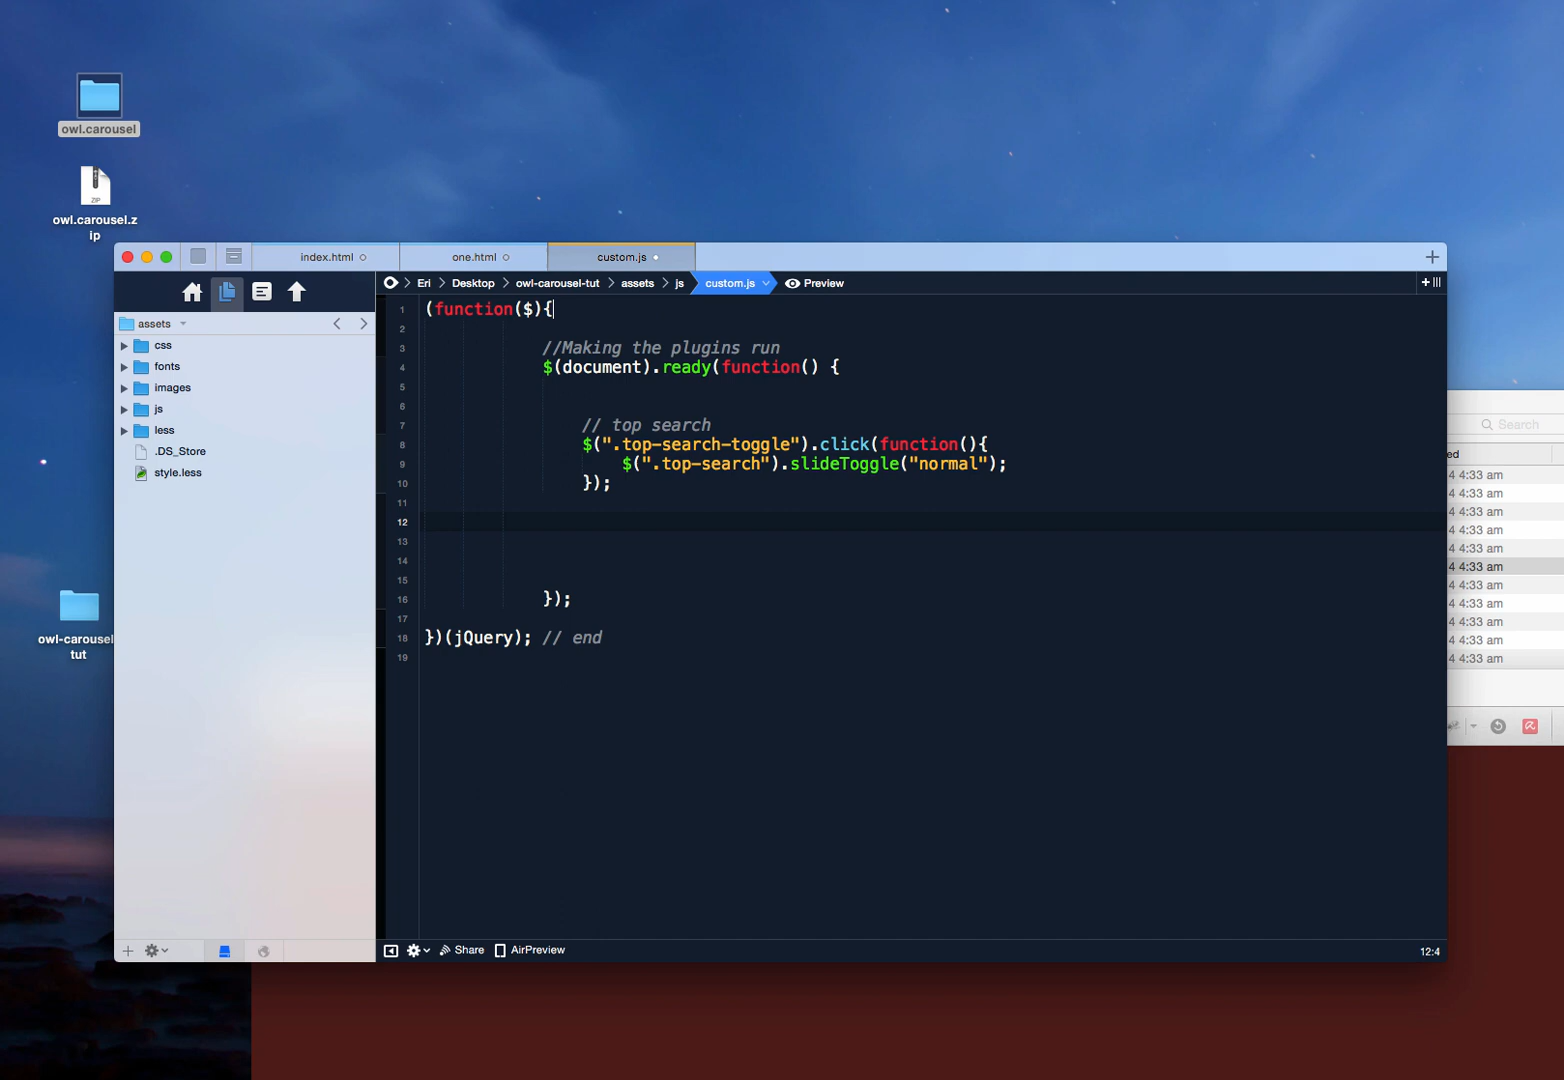 owl.carousel
ZIP
owl.carousel.z
ip
owl-carousel
tut
index.html
one.html
custom.js
Eri
Desktop
owl-carousel-tut
assets
js
custom.js
Preview
assets
css
fonts
images
js
less
.DS_Store
style.less
1 (function($){
2
3 //Making the plugins run
4 $(document).ready(function() {
5
6
7 // top search
8 $(".top-search-toggle").click(function(){
9 $(".top-search").slideToggle("normal");
10 });
11
12
13
14
15
16 });
17
18 })(jQuery); // end
19
Share
AirPreview
12:4
Search
ed
4 4:33 am
4 4:33 am
4 4:33 am
4 4:33 am
4 4:33 am
4 4:33 am
4 4:33 am
4 4:33 am
4 4:33 am
4 4:33 am
4 4:33 am